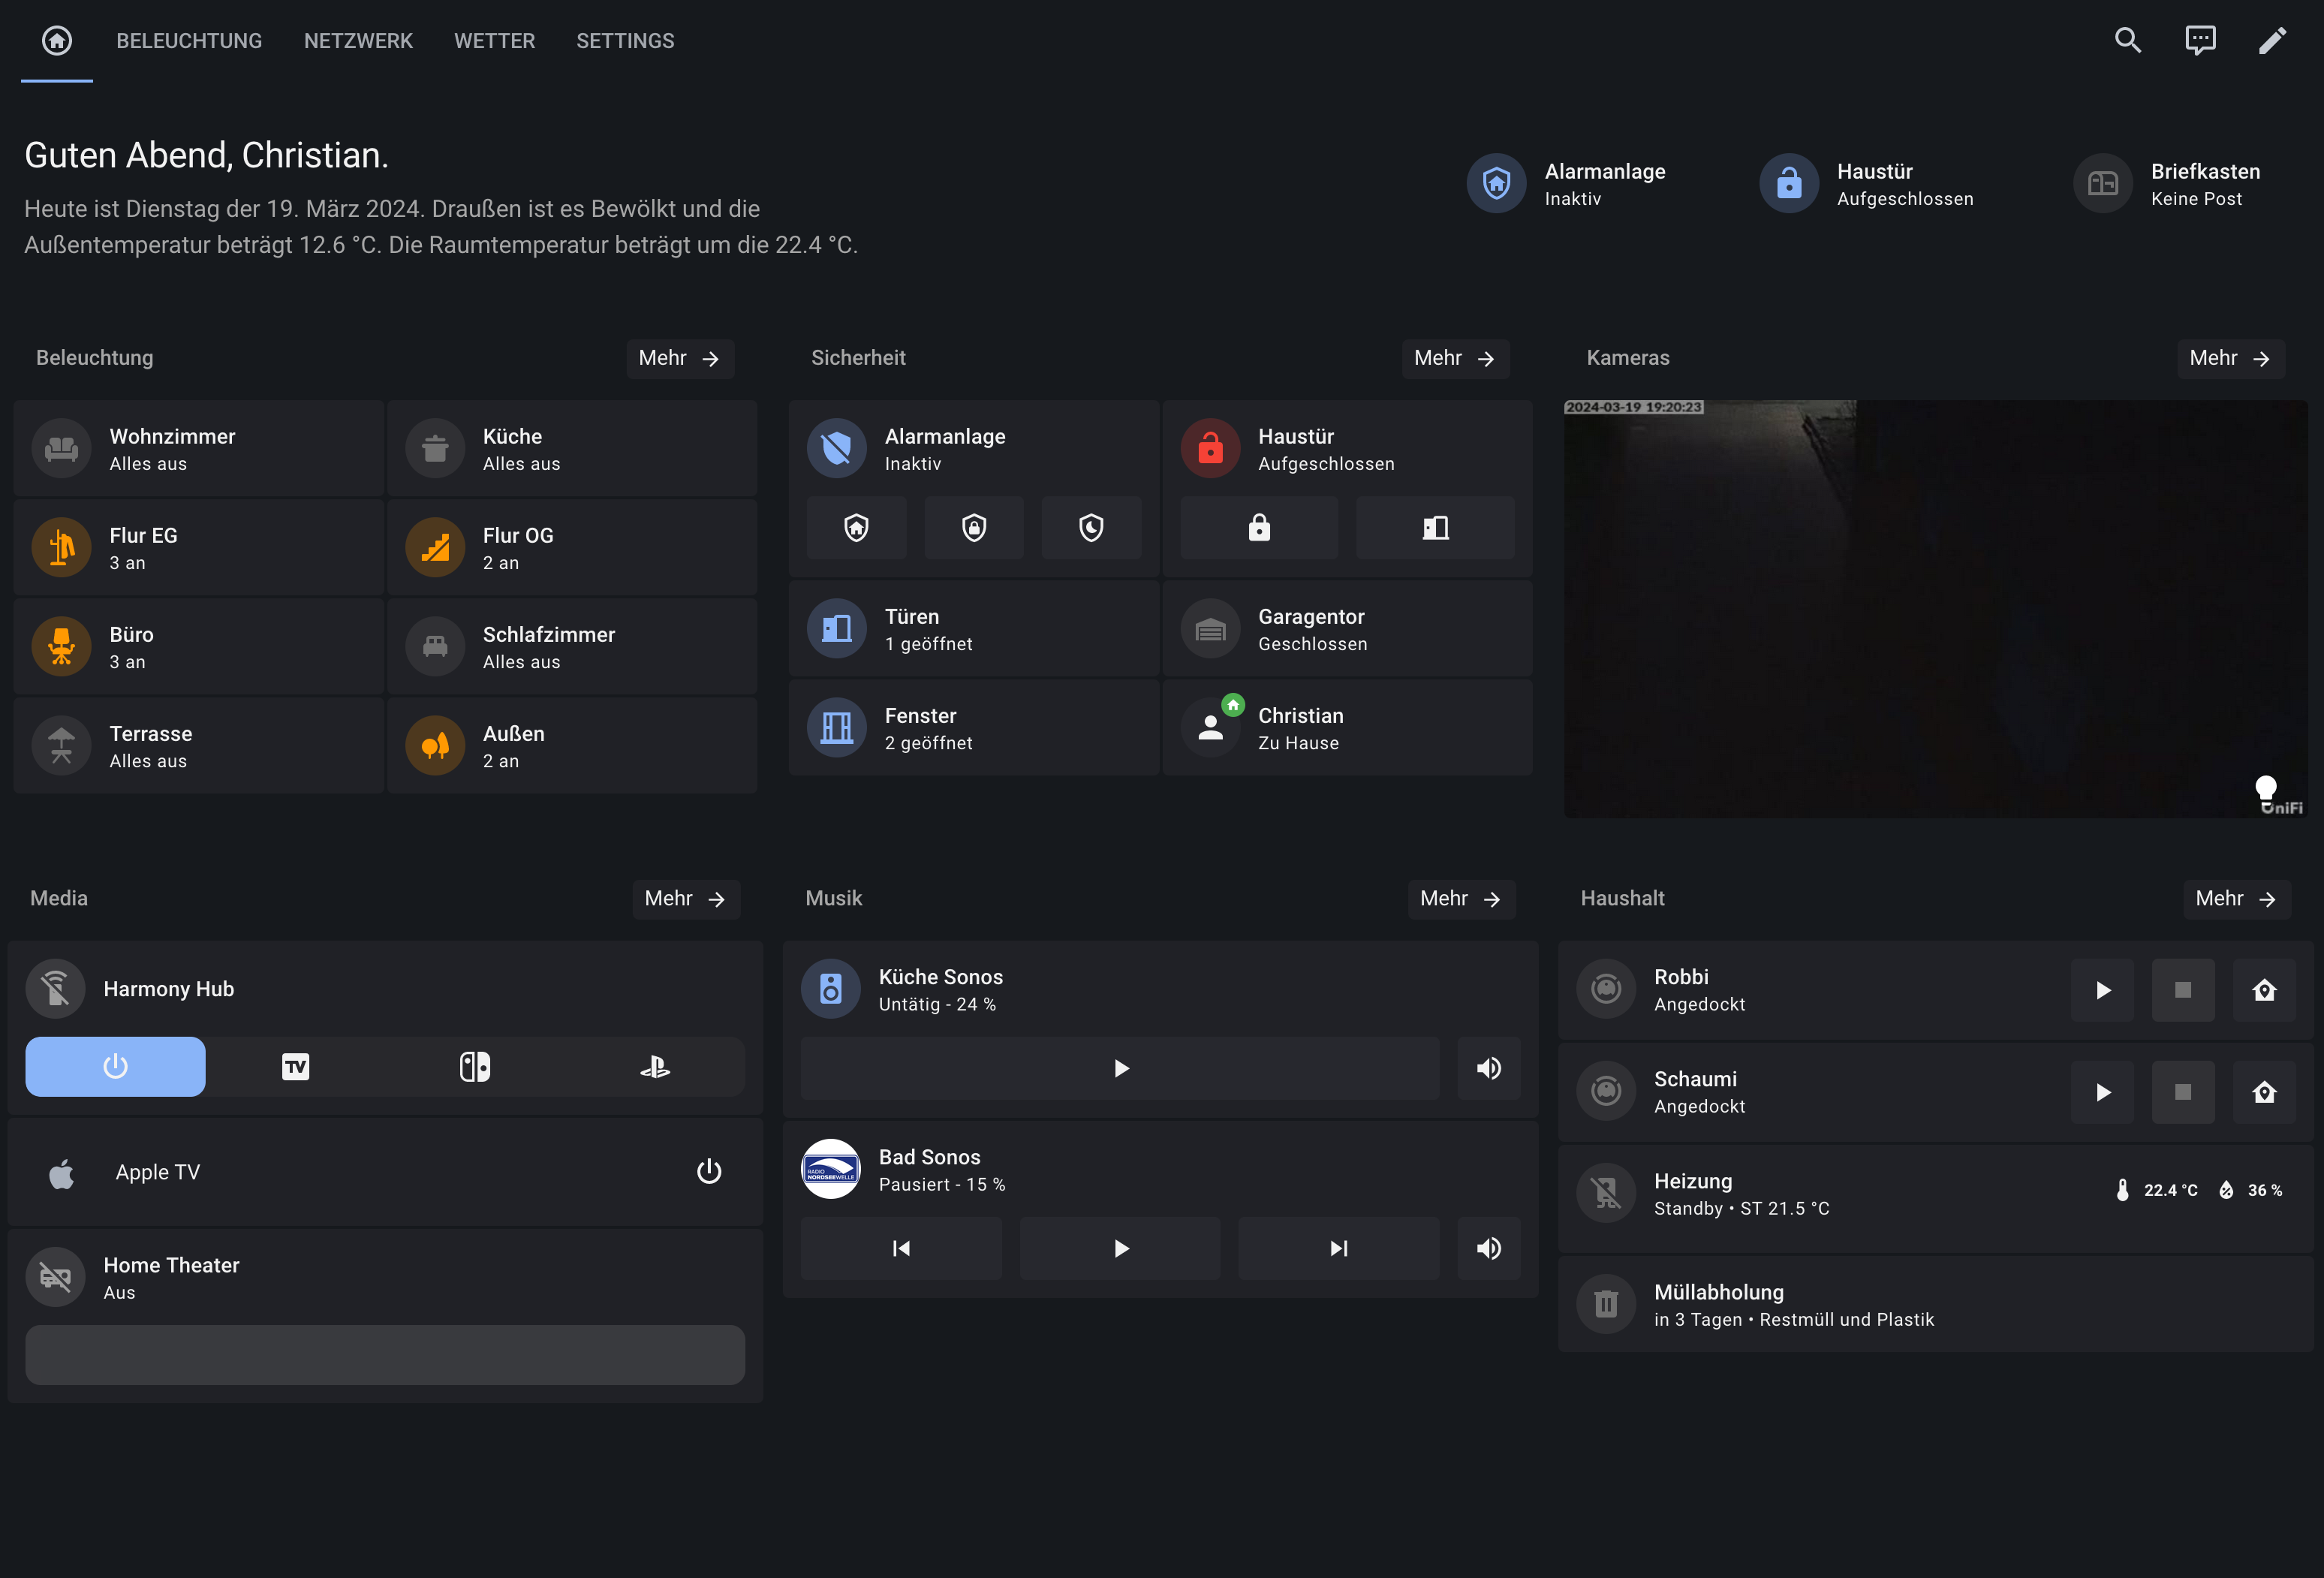 BELEUCHTUNG
NETZWERK
WETTER
SETTINGS
Guten Abend, Christian.
Heute ist Dienstag der 19. März 2024. Draußen ist es Bewölkt und die
Außentemperatur beträgt 12.6 °C. Die Raumtemperatur beträgt um die 22.4 °C.
Alarmanlage
Inaktiv
Haustür
Aufgeschlossen
Briefkasten
Keine Post
Beleuchtung
Mehr
Wohnzimmer
Alles aus
Küche
Alles aus
Flur EG
3 an
Flur OG
2 an
Büro
3 an
Schlafzimmer
Alles aus
Terrasse
Alles aus
Außen
2 an
Sicherheit
Mehr
Alarmanlage
Inaktiv
Haustür
Aufgeschlossen
Türen
1 geöffnet
Garagentor
Geschlossen
Fenster
2 geöffnet
Christian
Zu Hause
Kameras
Mehr
2024-03-19 19:20:23
UniFi
Media
Mehr
Harmony Hub
TV
Apple TV
Home Theater
Aus
Musik
Mehr
Küche Sonos
Untätig - 24 %
Bad Sonos
Pausiert - 15 %
RADIO
NORDSEEWELLE
Haushalt
Mehr
Robbi
Angedockt
Schaumi
Angedockt
Heizung
Standby • ST 21.5 °C
22.4 °C
36 %
Müllabholung
in 3 Tagen • Restmüll und Plastik